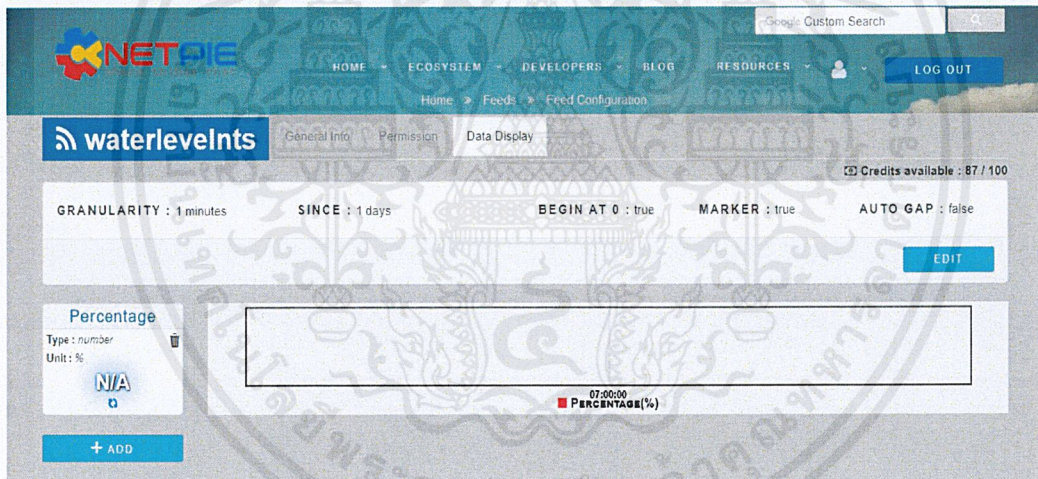 Google Custom Search
NETPIE
HOME ECOSYSTEM DEVELOPERS BLOG RESOURCES LOG OUT
Home » Feeds » Feed Configuration
waterlevelnts General Info Permission Data Display
Credits available : 87 / 100
GRANULARITY : 1 minutes SINCE : 1 days BEGIN AT 0 : true MARKER : true AUTO GAP : false
EDIT
Percentage
Type : number
Unit : %
N/A
07:00:00
PERCENTAGE(%)
+ ADD